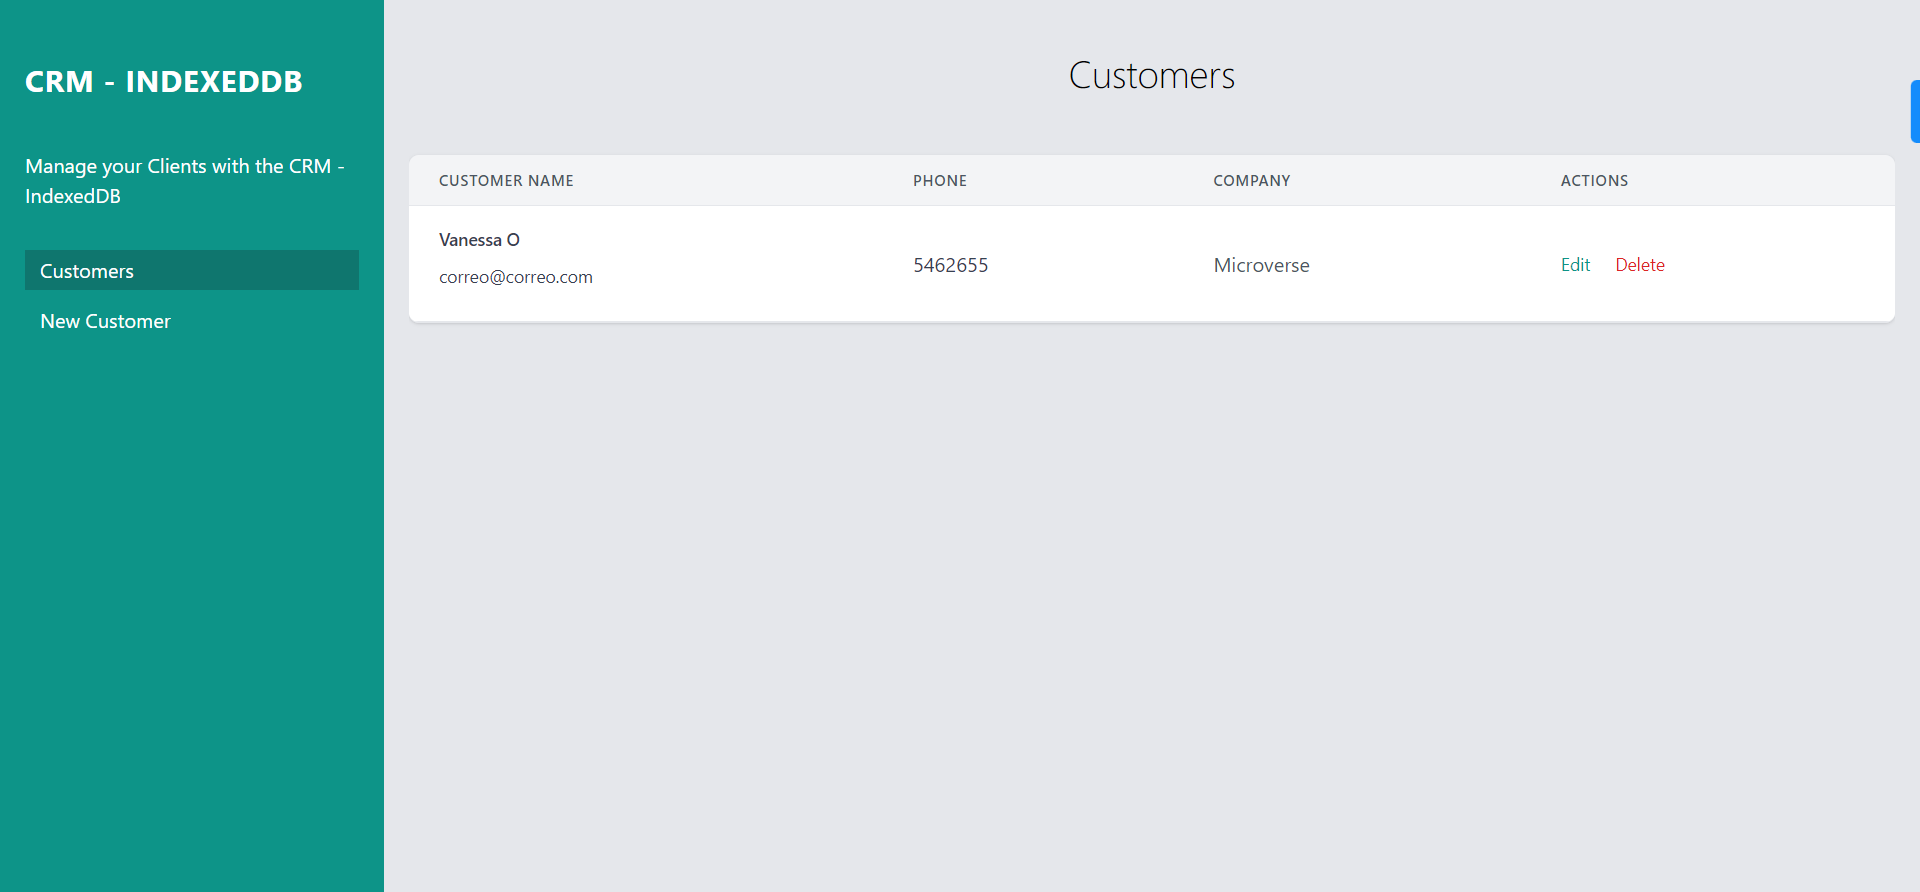 CRM - INDEXEDDB
Manage your Clients with the CRM -
IndexedDB
Customers
New Customer
Customers
CUSTOMER NAME PHONE COMPANY ACTIONS
Vanessa O
correo@correo.com
5462655 Microverse Edit Delete